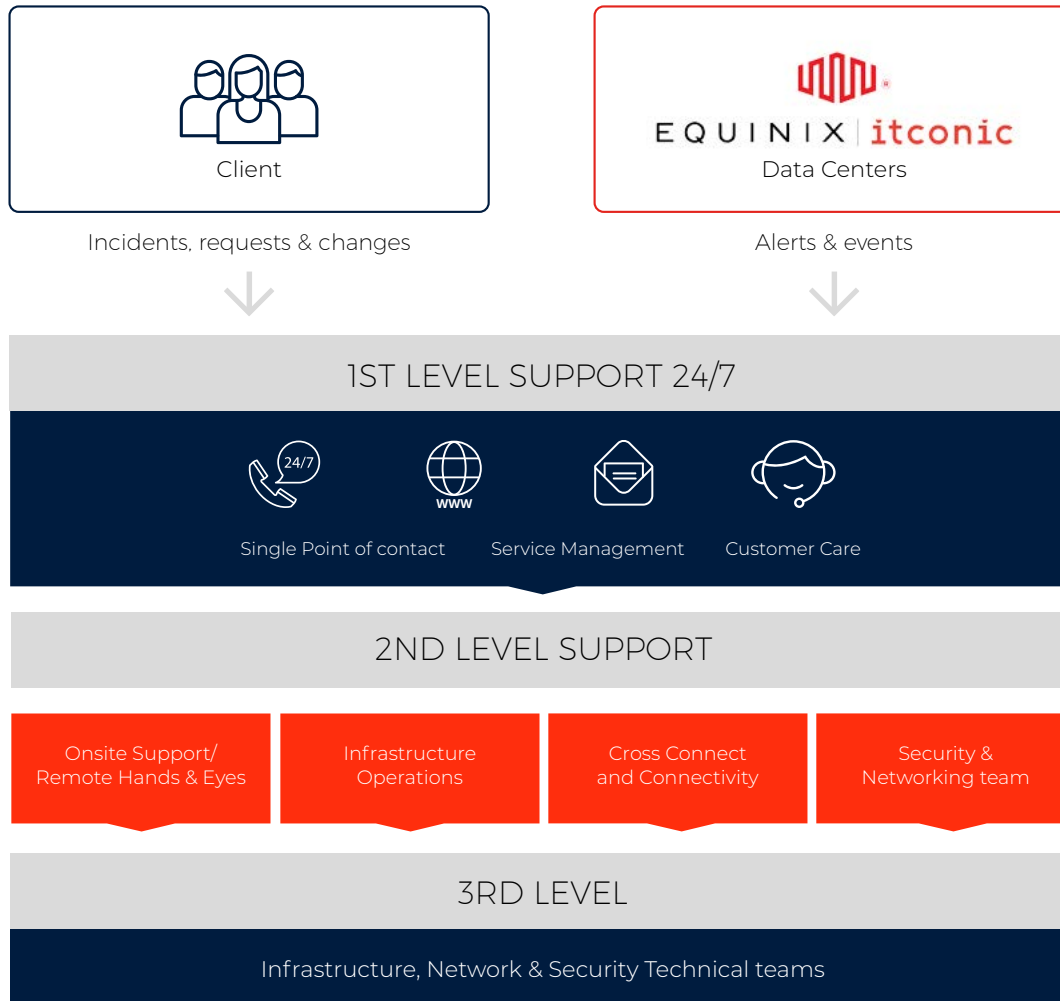 Client
EQUINIX | itconic
Data Centers
Incidents, requests & changes
Alerts & events
1ST LEVEL SUPPORT 24/7
24/7
www
Single Point of contact
Service Management
Customer Care
2ND LEVEL SUPPORT
Onsite Support/
Remote Hands & Eyes
Infrastructure
Operations
Cross Connect
and Connectivity
Security &
Networking team
3RD LEVEL
Infrastructure, Network & Security Technical teams